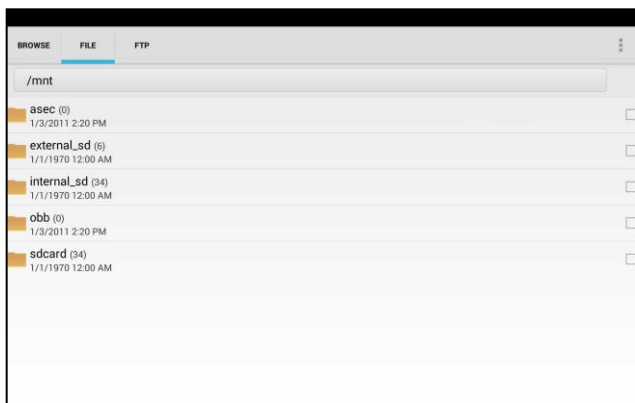 BROWSE FILE FTP
/mnt
asec (0)
1/3/2011 2:20 PM
external_sd (6)
1/1/1970 12:00 AM
internal_sd (34)
1/1/1970 12:00 AM
obb (0)
1/3/2011 2:20 PM
sdcard (34)
1/1/1970 12:00 AM